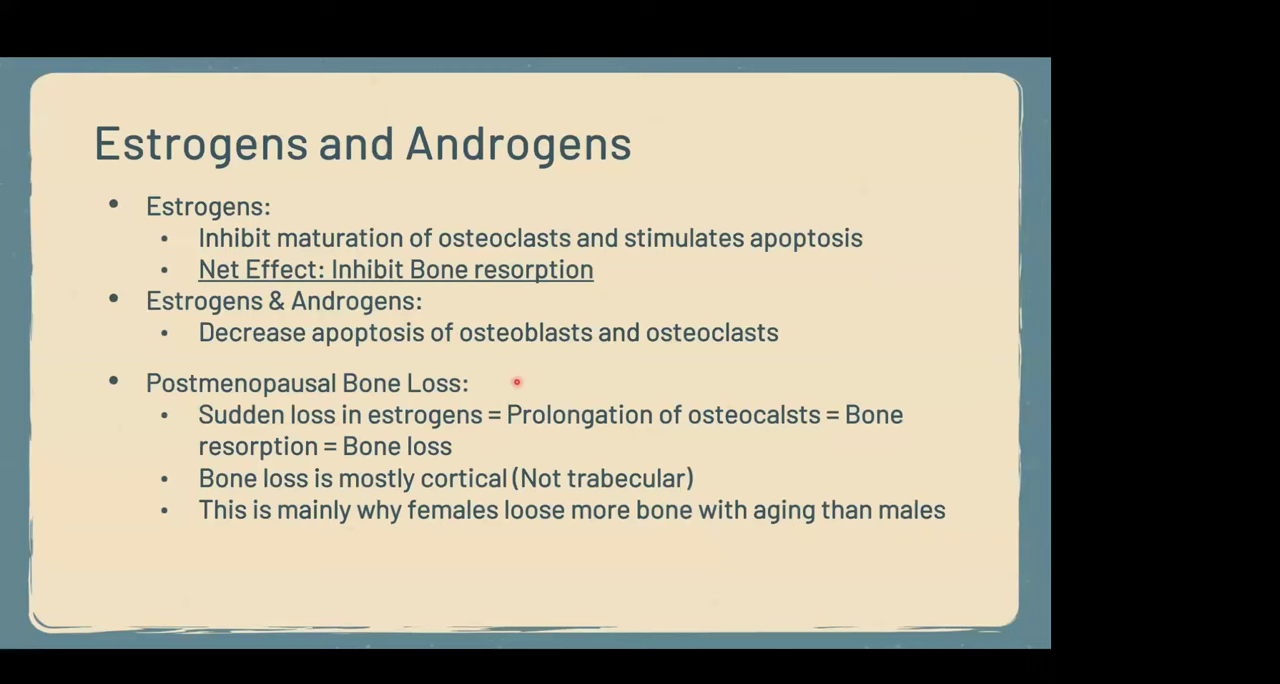 Estrogens and Androgens
• Estrogens:
• Inhibit maturation of osteoclasts and stimulates apoptosis
• Net Effect: Inhibit Bone resorption
• Estrogens & Androgens:
• Decrease apoptosis of osteoblasts and osteoclasts
• Postmenopausal Bone Loss:
• Sudden loss in estrogens = Prolongation of osteocalsts = Bone
resorption = Bone loss
• Bone loss is mostly cortical (Not trabecular)
• This is mainly why females loose more bone with aging than males